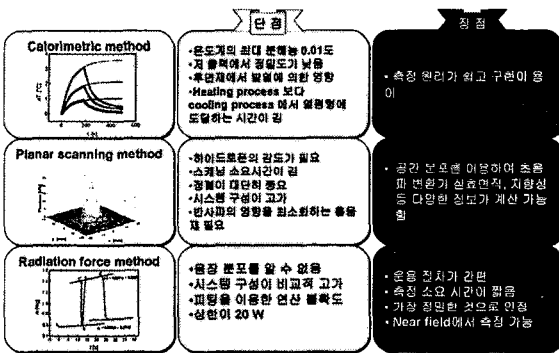 단 점
장 점
Calorimetric method
•온도계의 최대 분해능 0.01도
•저 출력에서 정밀도가 낮음
•후면재에서 발열에 의한 영향
•Heating process 보다
cooling process 에서 열평형에
도달하는 시간이 김
• 측정 원리가 쉽고 구현이 용
이
Planar scanning method
•하이드로폰의 감도가 필요
•스캐닝 소요시간이 김
•정렬이 대단히 중요
•시스템 구성이 고가
•반사파의 영향을 최소화하는 흡음
재 필요
• 공간 분포를 이용하여 초음
파 변환기 실효면적, 지향성
등 다양한 정보가 계산 가능
함
Radiation force method
•음장 분포를 알 수 없음
•시스템 구성이 비교적 고가
•피팅을 이용한 연산 불확도
•상한이 20 W
• 운용 절차가 간편
• 측정 소요 시간이 짧음
• 가장 정밀한 것으로 인정
• Near field에서 측정 가능